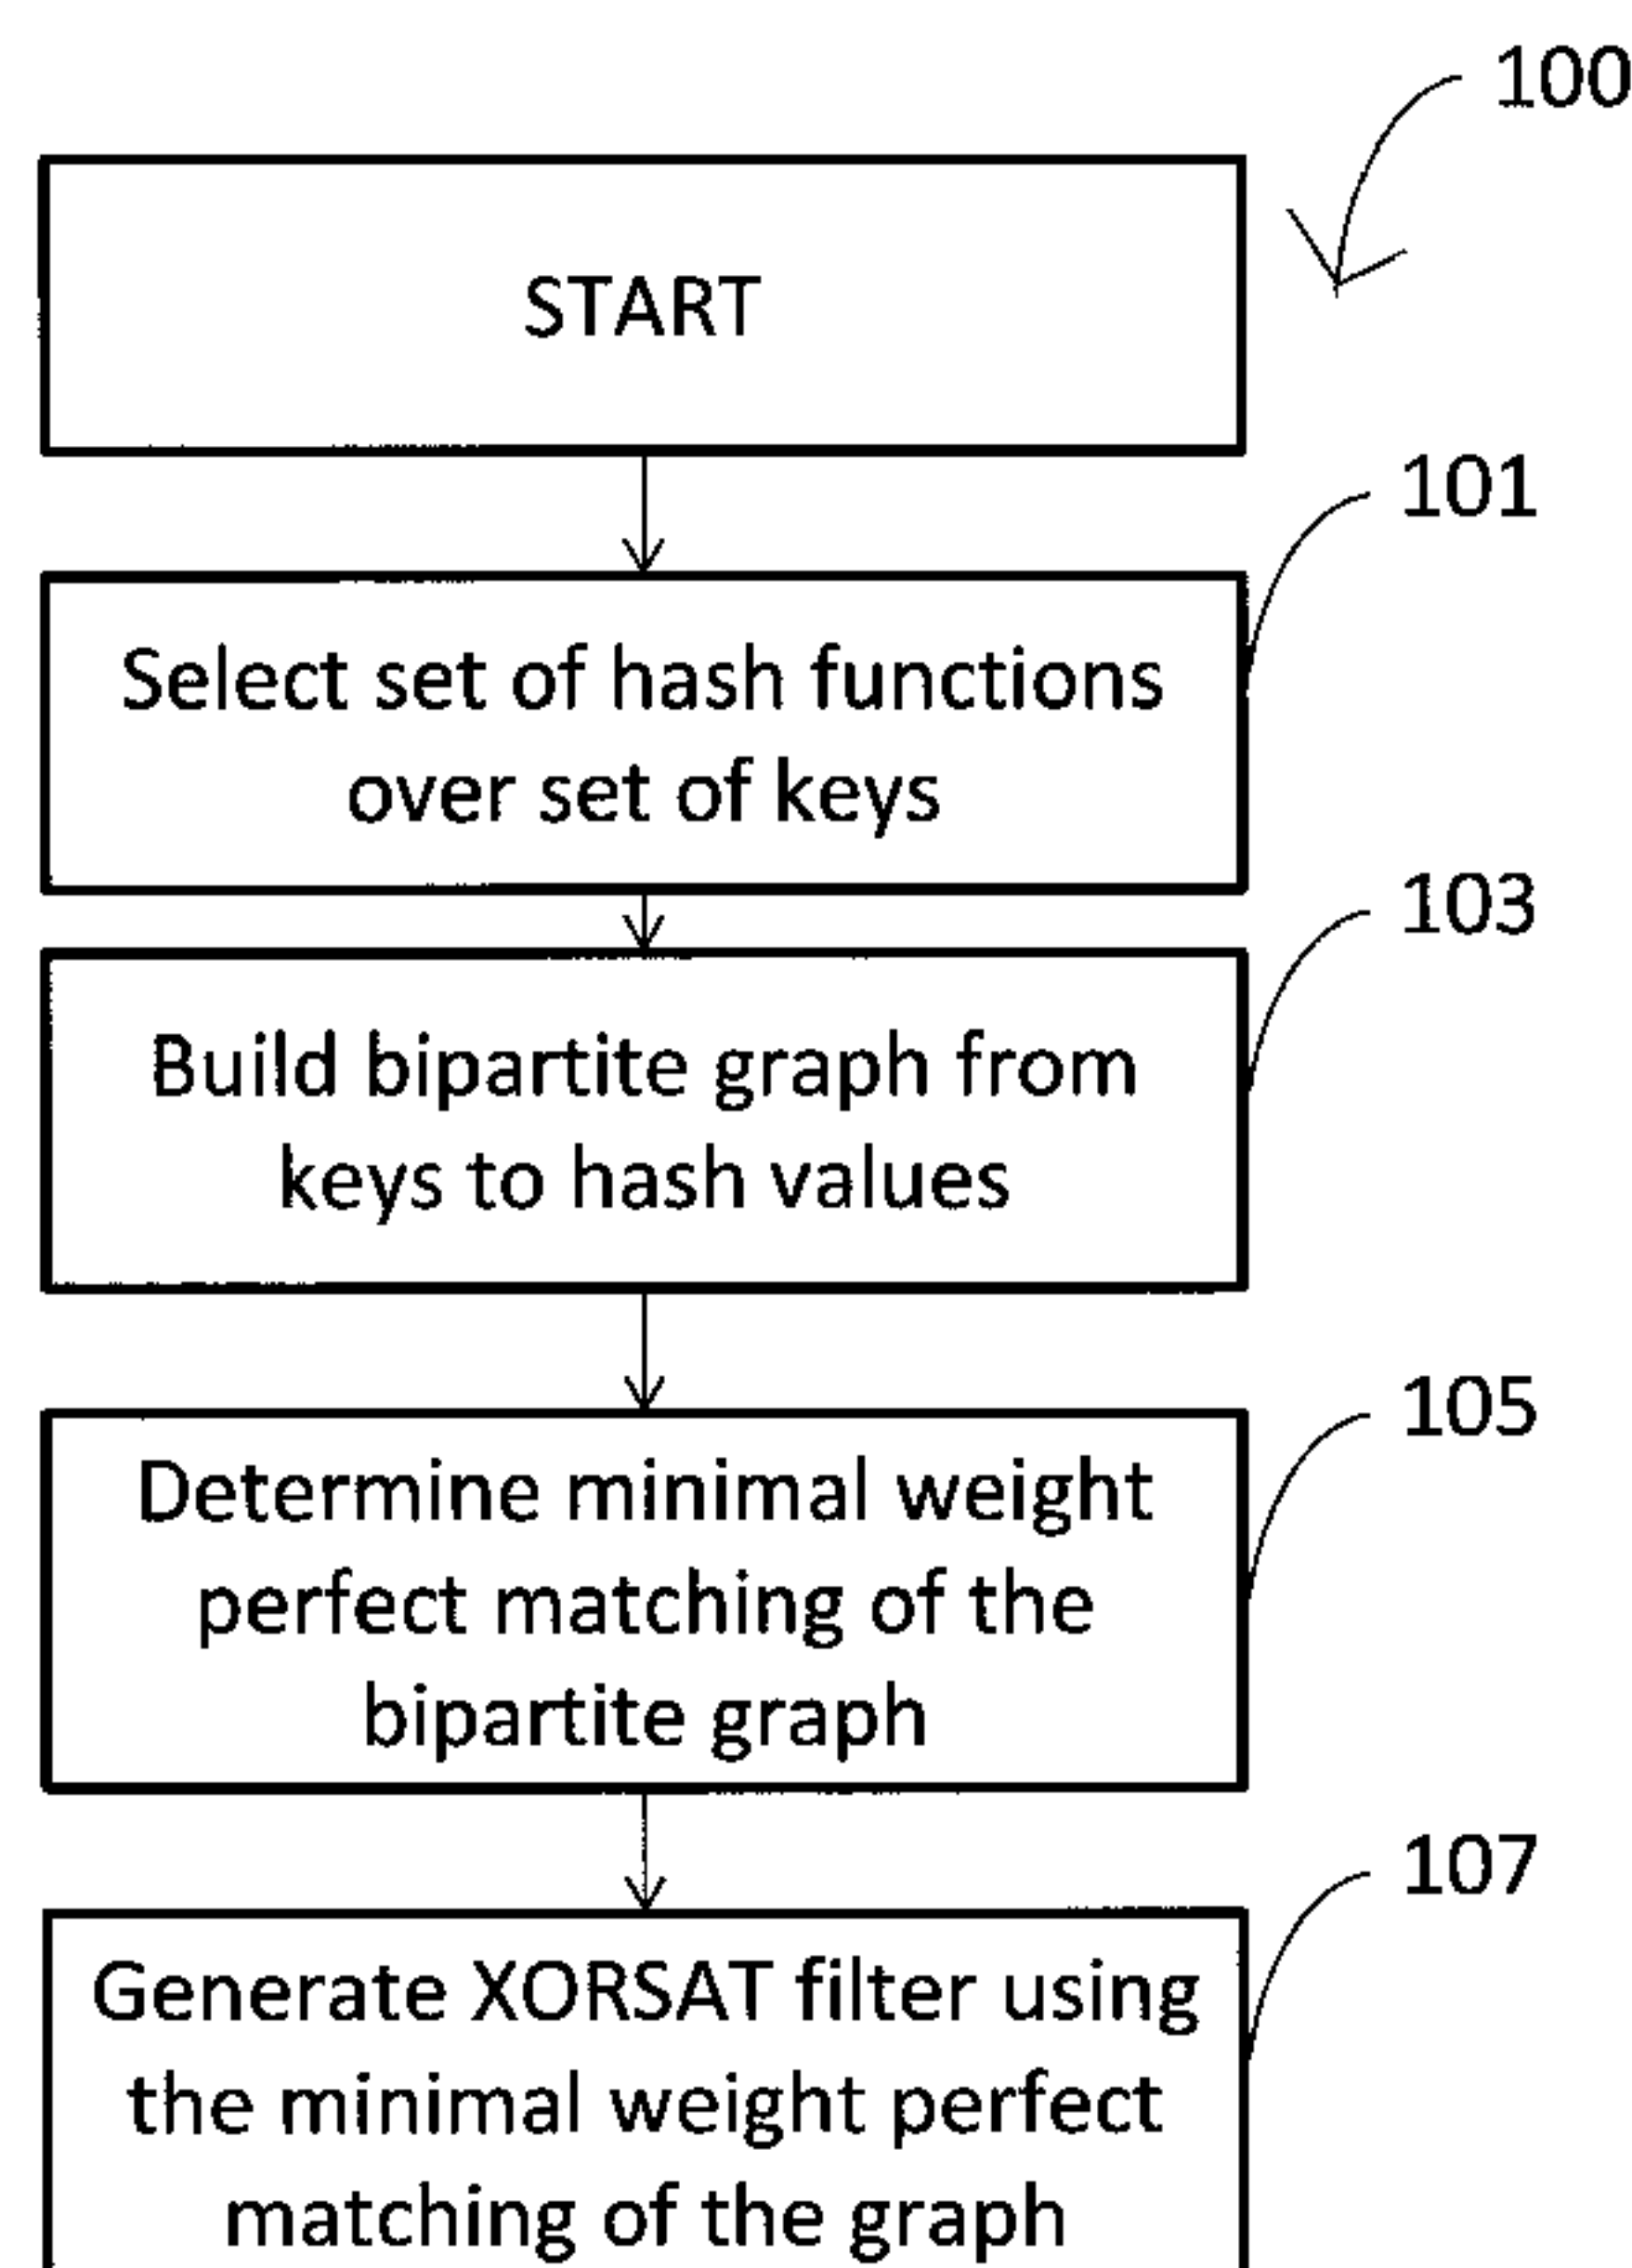 100
START
101
Select set of hash functions
over set of keys
103
Build bipartite graph from
keys to hash values
105
Determine minimal weight
perfect matching of the
bipartite graph
107
Generate XORSAT filter using
the minimal weight perfect
matching of the graph